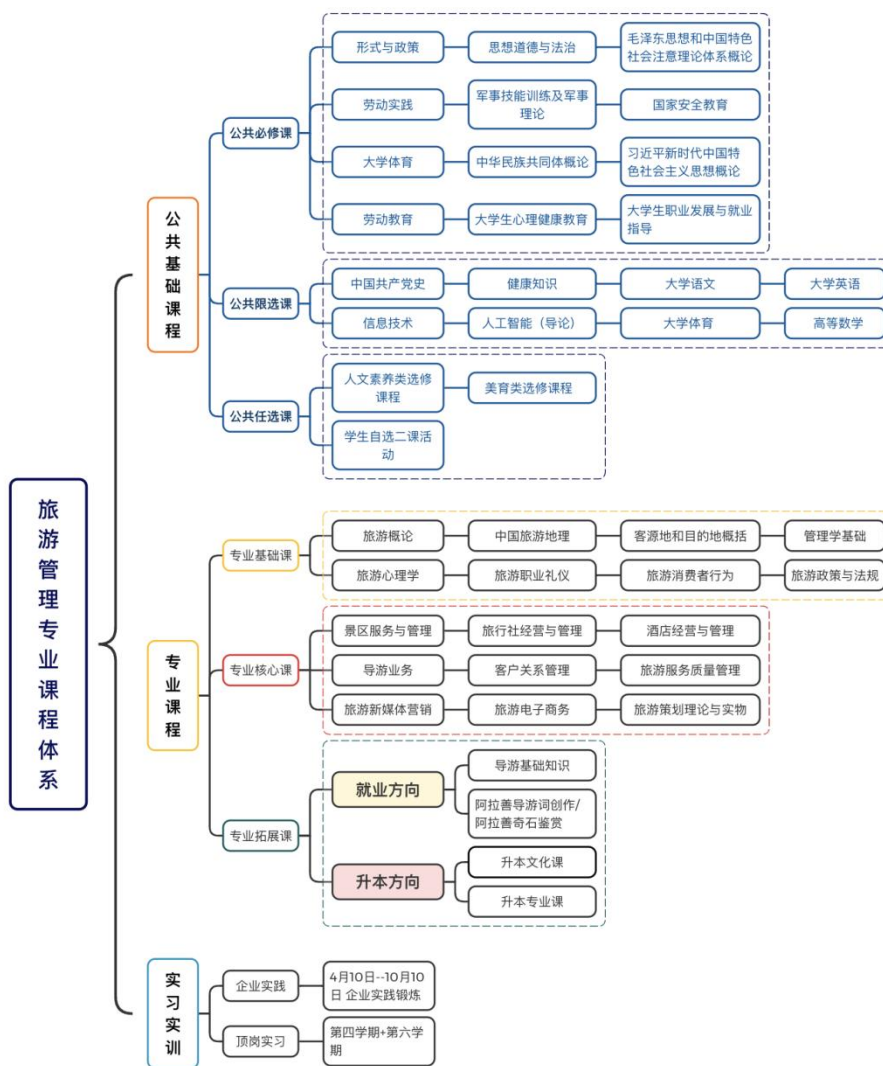 旅游管理专业课程体系
公共基础课程
公共必修课
形式与政策
思想道德与法治
毛泽东思想和中国特色
社会注意理论体系概论
劳动实践
军事技能训练及军事
理论
国家安全教育
大学体育
中华民族共同体概论
习近平新时代中国特
色社会主义思想概论
劳动教育
大学生心理健康教育
大学生职业发展与就业
指导
公共限选课
中国共产党史
健康知识
大学语文
大学英语
信息技术
人工智能（导论）
大学体育
高等数学
公共任选课
人文素养类选修
课程
美育类选修课程
学生自选二课活
动
专业课程
专业基础课
旅游概论
中国旅游地理
客源地和目的地概括
管理学基础
旅游心理学
旅游职业礼仪
旅游消费者行为
旅游政策与法规
专业核心课
景区服务与管理
旅行社经营与管理
酒店经营与管理
导游业务
客户关系管理
旅游服务质量管理
旅游新媒体营销
旅游电子商务
旅游策划理论与实物
专业拓展课
就业方向
导游基础知识
阿拉善导游词创作/
阿拉善奇石鉴赏
升本方向
升本文化课
升本专业课
实习实训
企业实践
4月10日--10月10
日 企业实践锻炼
顶岗实习
第四学期+第六学
期